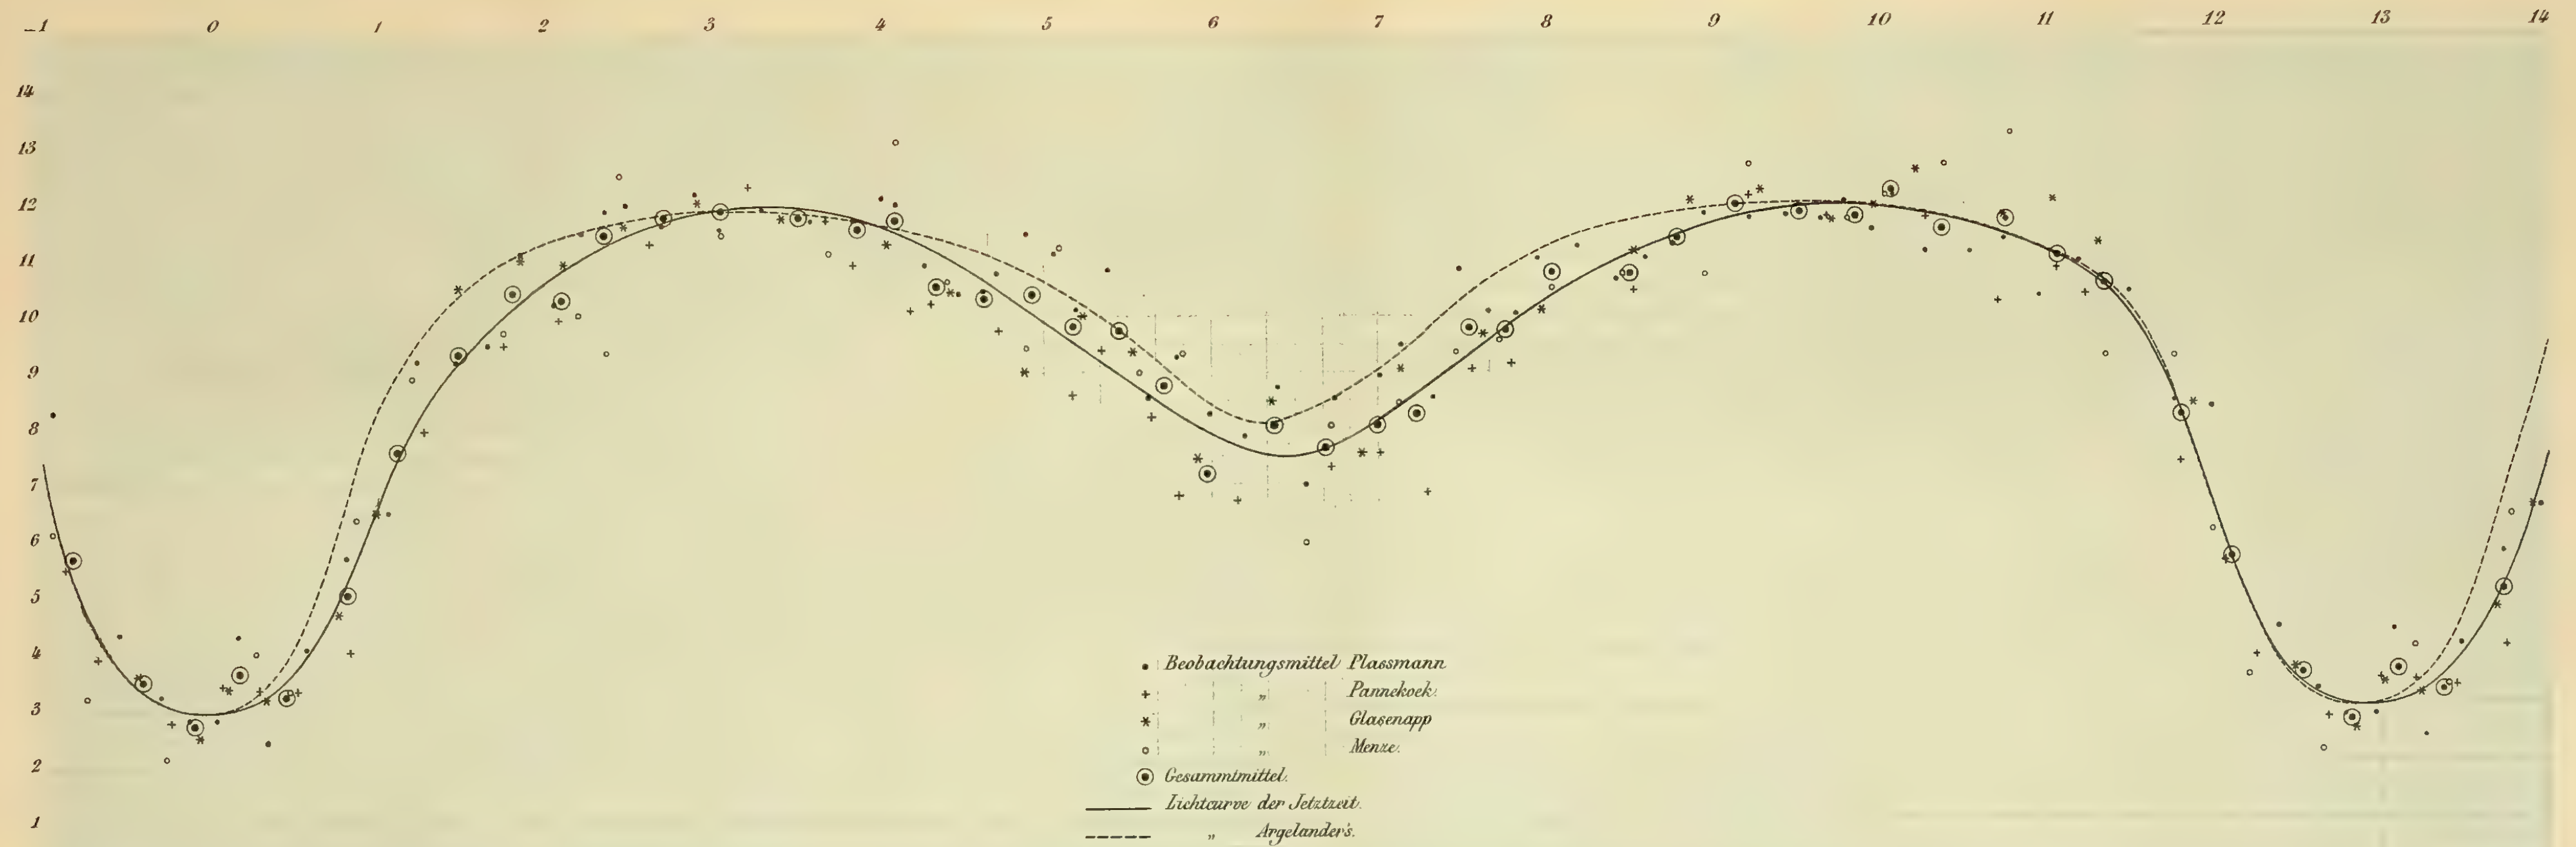 -1 0 1 2 3 4 5 6 7 8 9 10 11 12 13 14
14
13
12
11
10
9
8
7
6
5
4
3
2
1
Beobachtungsmittel Plassmann
„ Pannekoek.
„ Glasenapp
„ Menze.
Gesammtmittel.
Lichtcurve der Jetztzeit.
„ Argelander's.